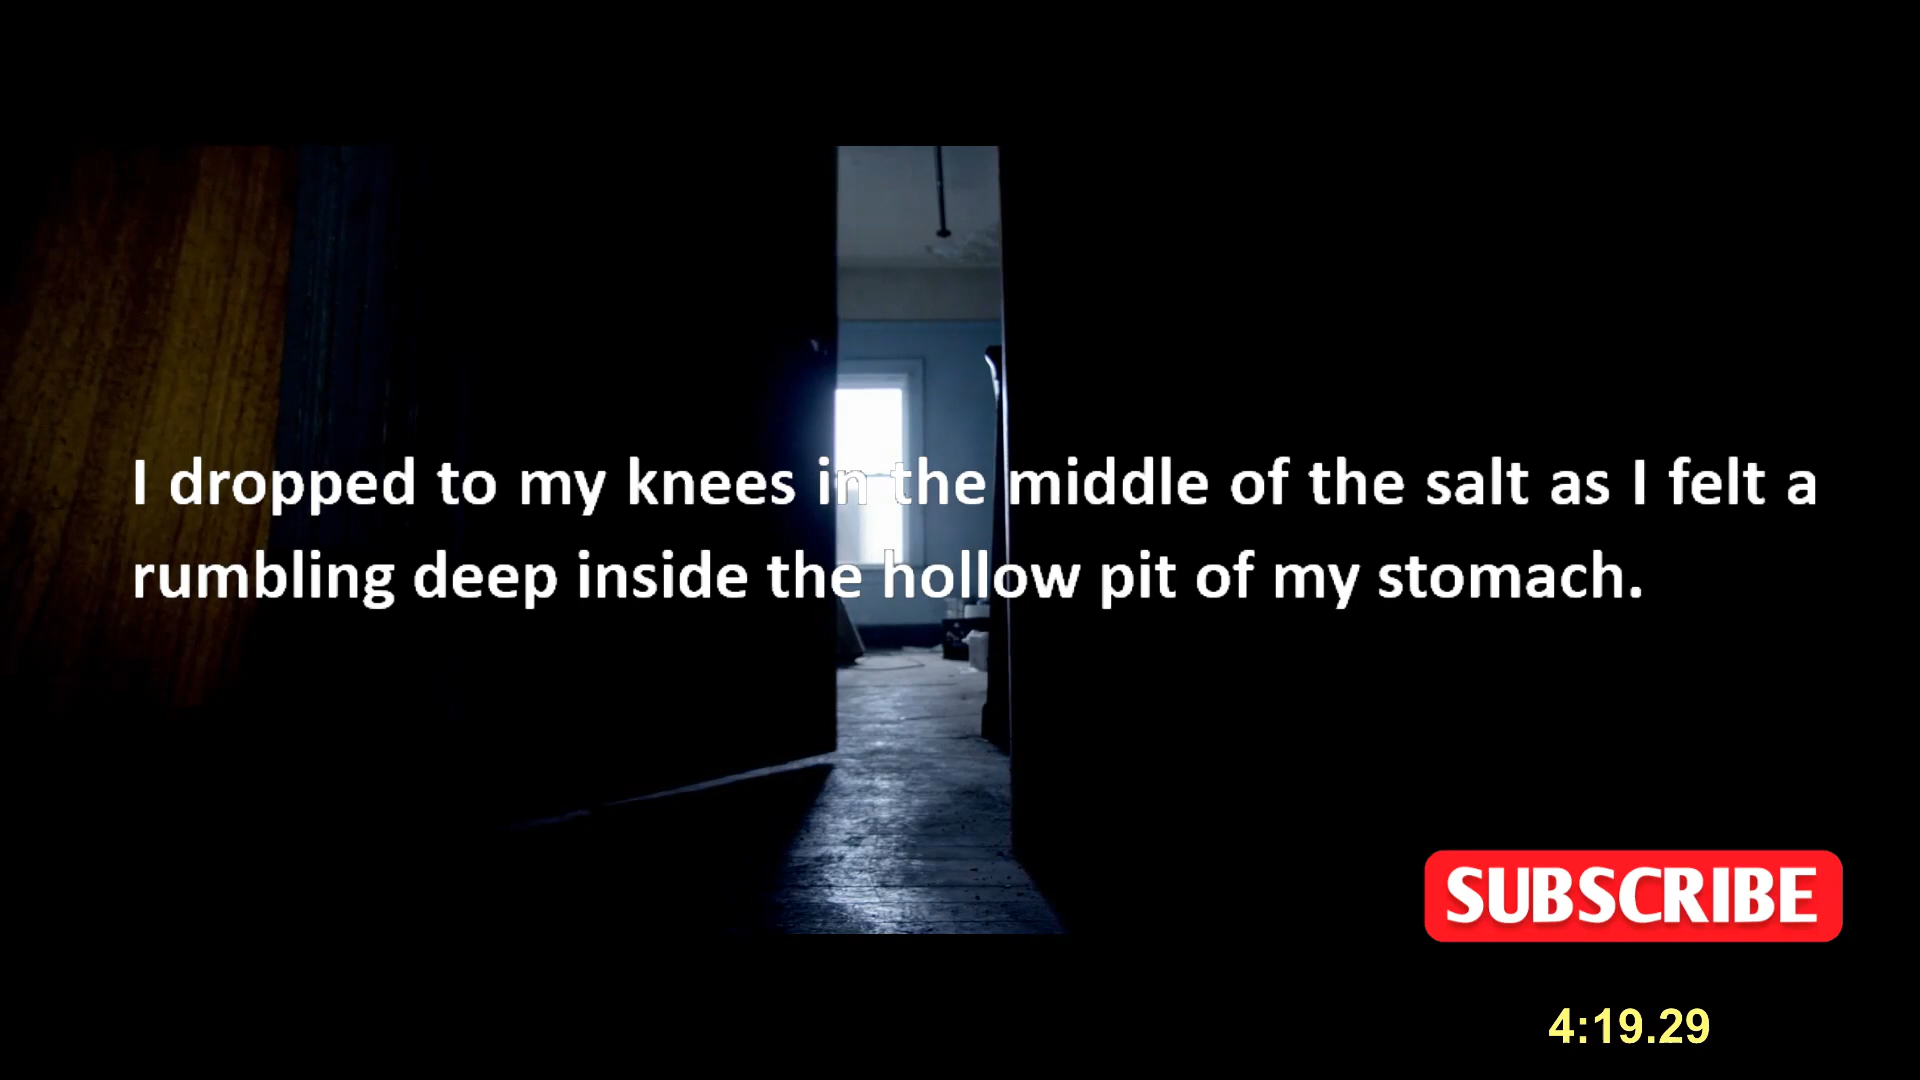 I dropped to my knees in the middle of the salt as I felt a
rumbling deep inside the hollow pit of my stomach.
SUBSCRIBE
4:19.29